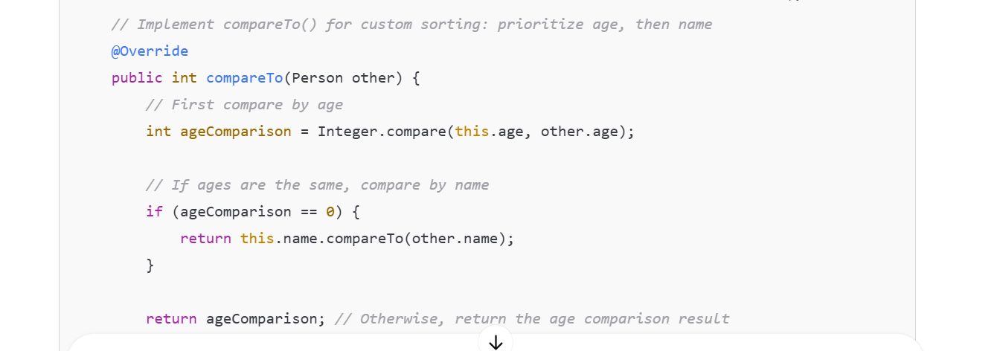 // Implement compareTo() for custom sorting: prioritize age, then name
@Override
public int compareTo(Person other) {
// First compare by age
int ageComparison = Integer.compare(this.age, other.age);
// If ages are the same, compare by name
if (ageComparison == 0) {
return this.name.compareTo(other.name);
}
return ageComparison; // Otherwise, return the age comparison result